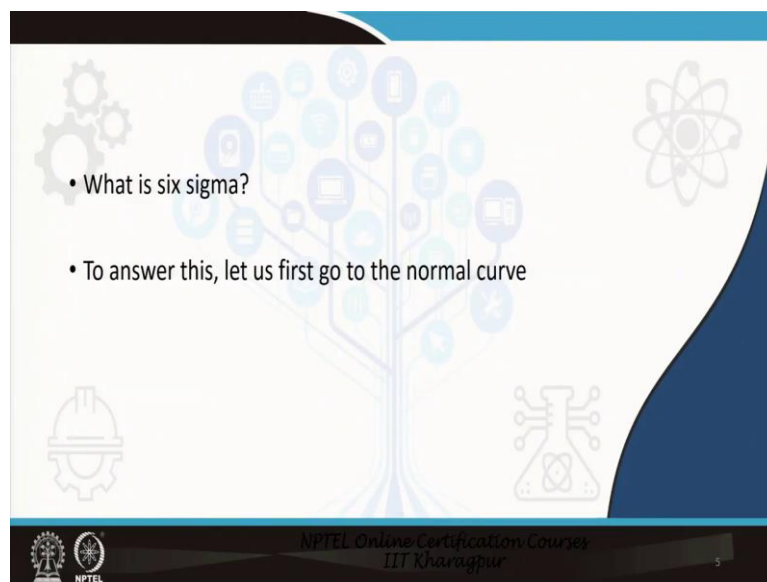 • What is six sigma?
• To answer this, let us first go to the normal curve
NPTEL Online Certification Courses
IIT Kharagpur
5
NPTEL